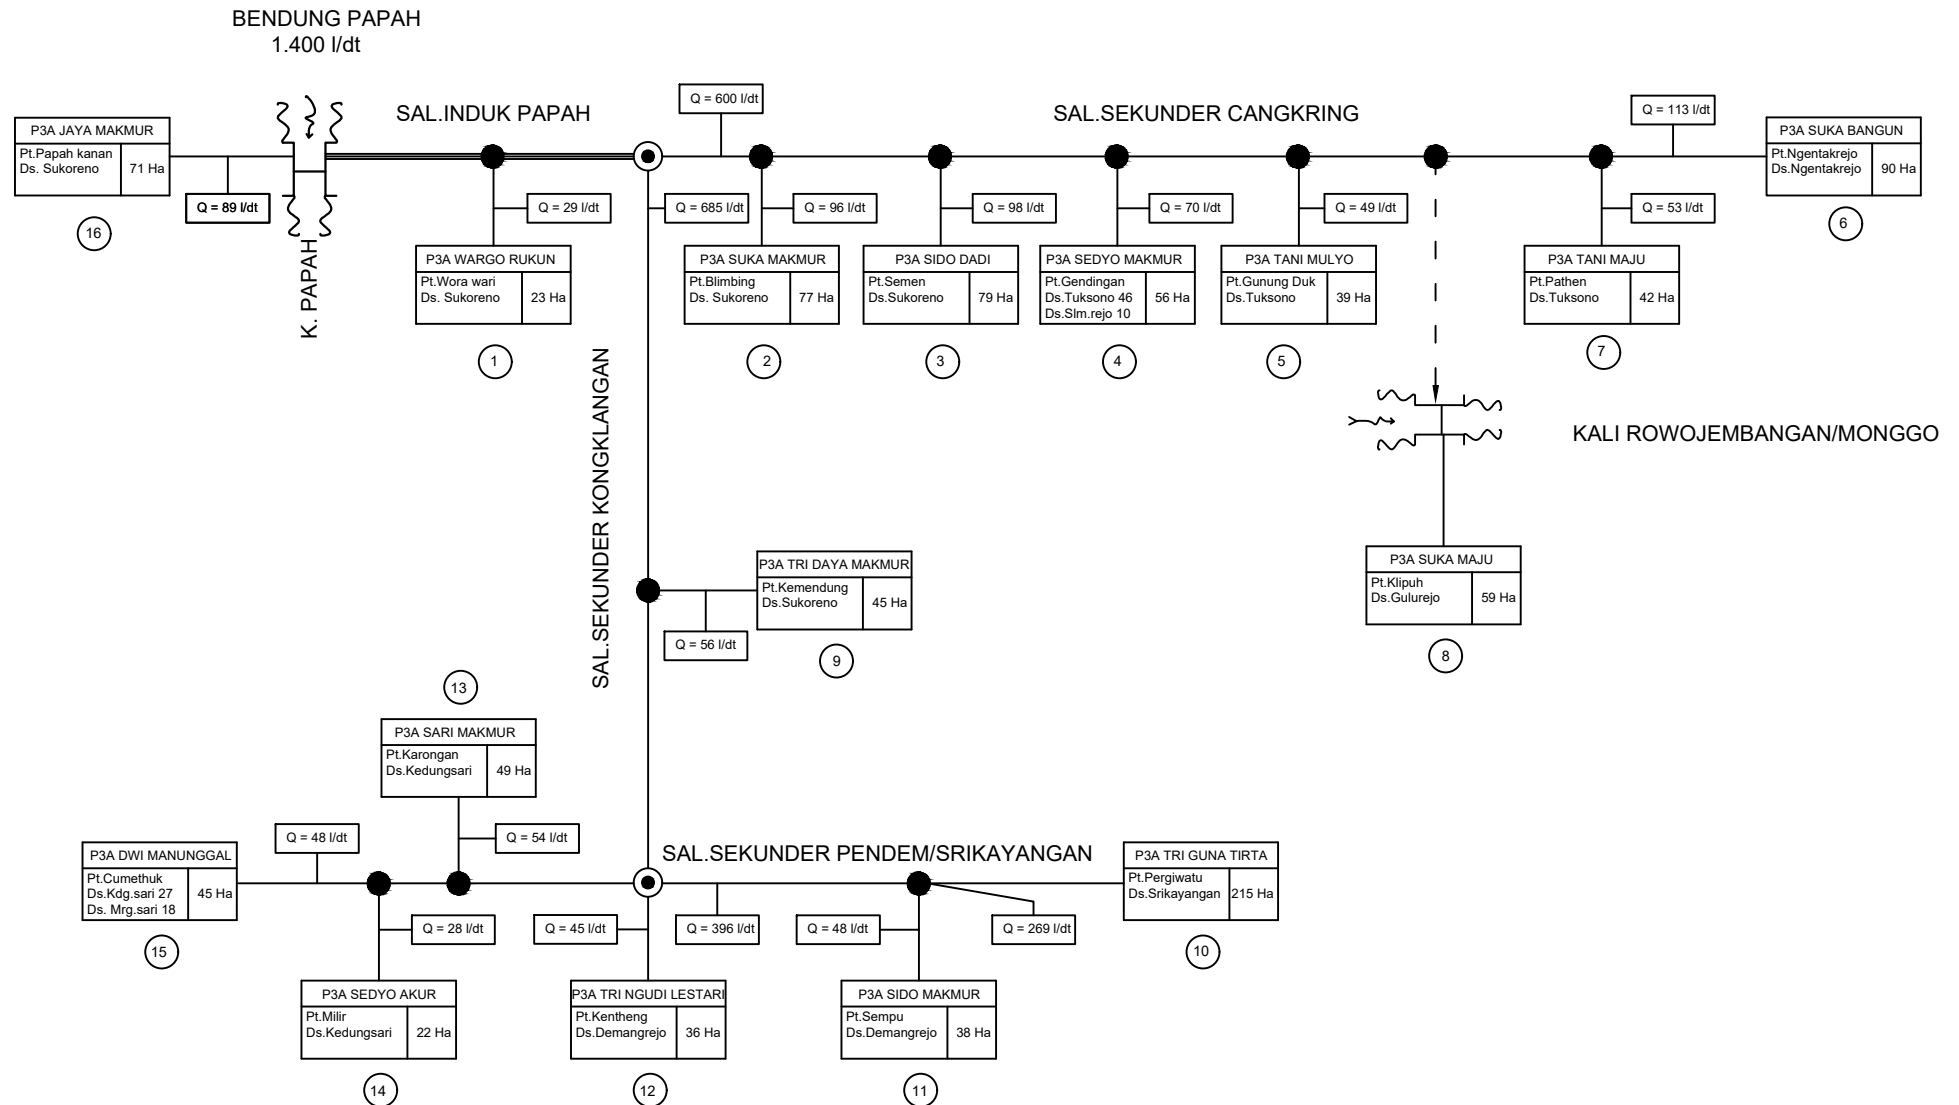 BENDUNG PAPAH
1.400 l/dt
SAL.INDUK PAPAH
Q = 600 l/dt
SAL.SEKUNDER CANGKRING
Q = 113 l/dt
P3A JAYA MAKMUR
Pt.Papah kanan
Ds. Sukoreno
71 Ha
16
Q = 89 l/dt
K. PAPAH
Q = 29 l/dt
P3A WARGO RUKUN
Pt.Wora wari
Ds. Sukoreno
23 Ha
1
Q = 685 l/dt
SAL.SEKUNDER KONGKLANGAN
Q = 96 l/dt
P3A SUKA MAKMUR
Pt.Blimbing
Ds. Sukoreno
77 Ha
2
Q = 98 l/dt
P3A SIDO DADI
Pt.Semen
Ds.Sukoreno
79 Ha
3
Q = 70 l/dt
P3A SEDYO MAKMUR
Pt.Gendingan
Ds.Tuksono 46
Ds.Slm.rejo 10
56 Ha
4
Q = 49 l/dt
P3A TANI MULYO
Pt.Gunung Duk
Ds.Tuksono
39 Ha
5
Q = 53 l/dt
P3A TANI MAJU
Pt.Pathen
Ds.Tuksono
42 Ha
7
P3A SUKA BANGUN
Pt.Ngentakrejo
Ds.Ngentakrejo
90 Ha
6
KALI ROWOJEMBANGAN/MONGGO
P3A SUKA MAJU
Pt.Klipuh
Ds.Gulurejo
59 Ha
8
P3A TRI DAYA MAKMUR
Pt.Kemendung
Ds.Sukoreno
45 Ha
Q = 56 l/dt
9
13
P3A SARI MAKMUR
Pt.Karongan
Ds.Kedungsari
49 Ha
Q = 48 l/dt
Q = 54 l/dt
SAL.SEKUNDER PENDEM/SRIKAYANGAN
P3A DWI MANUNGGAL
Pt.Cumethuk
Ds.Kdg.sari 27
Ds. Mrg.sari 18
45 Ha
15
P3A TRI GUNA TIRTA
Pt.Pergiwatu
Ds.Srikayangan
215 Ha
10
Q = 28 l/dt
Q = 45 l/dt
Q = 396 l/dt
Q = 48 l/dt
Q = 269 l/dt
P3A SEDYO AKUR
Pt.Milir
Ds.Kedungsari
22 Ha
14
P3A TRI NGUDI LESTARI
Pt.Kentheng
Ds.Demangrejo
36 Ha
12
P3A SIDO MAKMUR
Pt.Sempu
Ds.Demangrejo
38 Ha
11